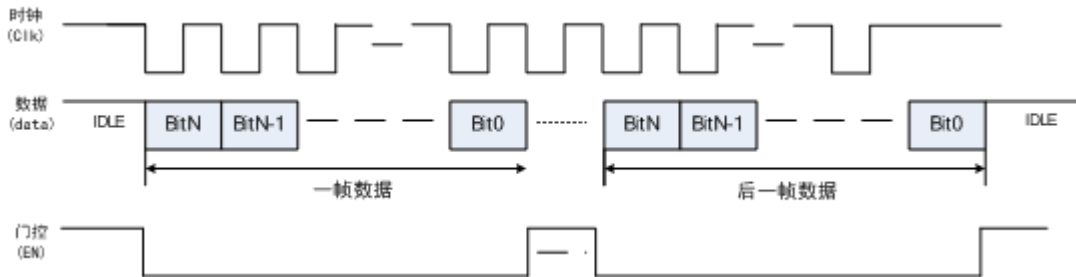 时钟
(Clk)
数据
(data)
IDLE
BitN
BitN-1
Bit0
BitN
BitN-1
Bit0
IDLE
一帧数据
后一帧数据
门控
(EN)